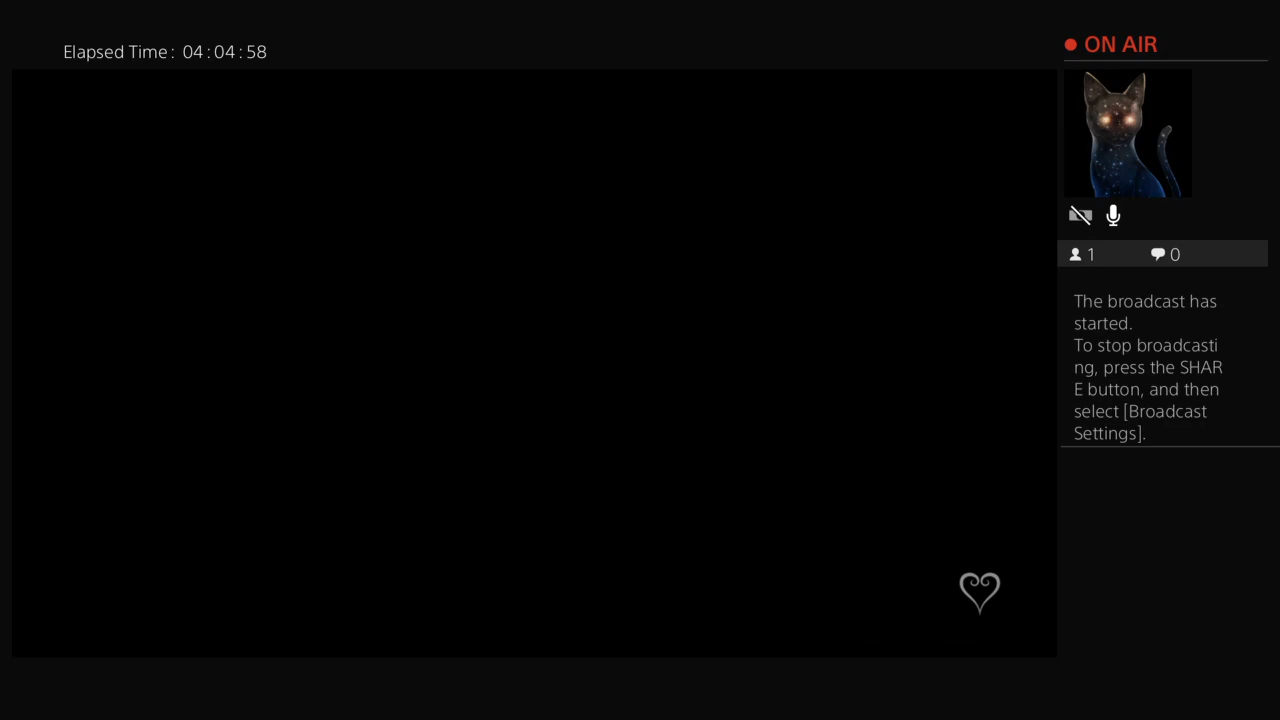 Elapsed Time: 04:04:58
ON AIR
1 0
The broadcast has
started.
To stop broadcasti
ng, press the SHAR
E button, and then
select [Broadcast
Settings].